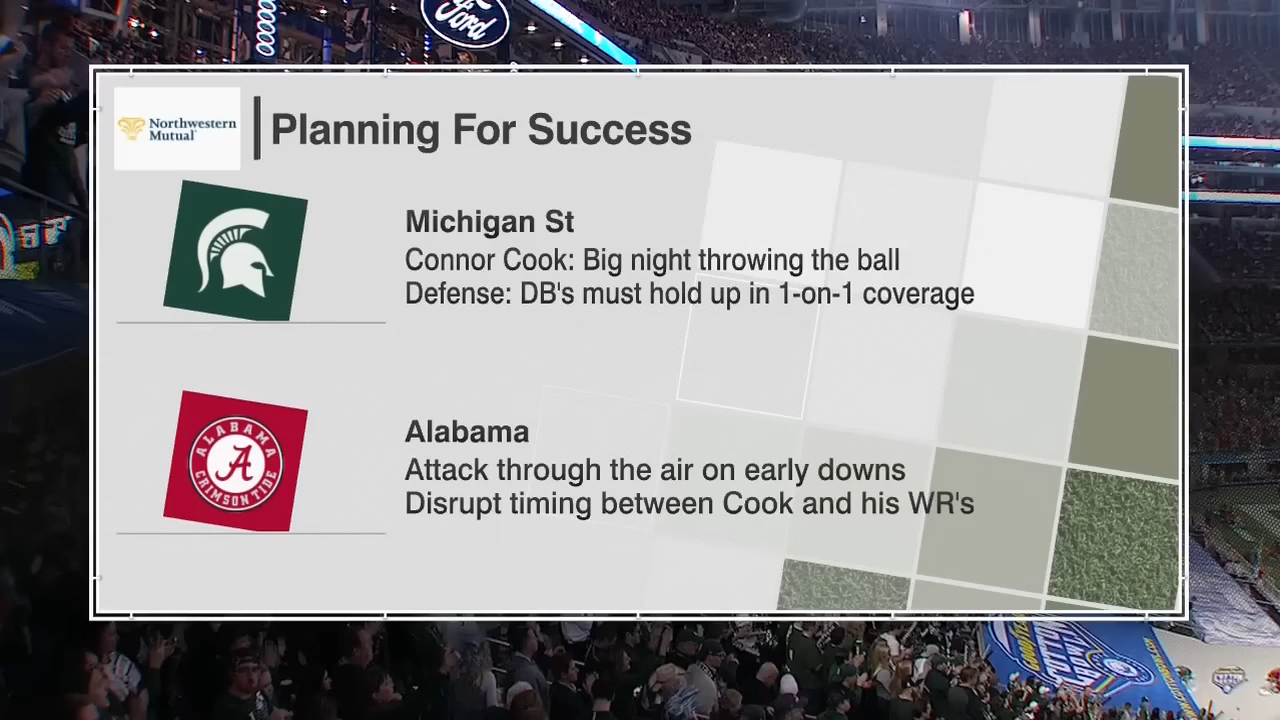 Ford
Northwestern
Mutual
Planning For Success
Michigan St
Connor Cook: Big night throwing the ball
Defense: DB's must hold up in 1-on-1 coverage
ALABAMA
A
CRIMSON TIDE
Alabama
Attack through the air on early downs
Disrupt timing between Cook and his WR's